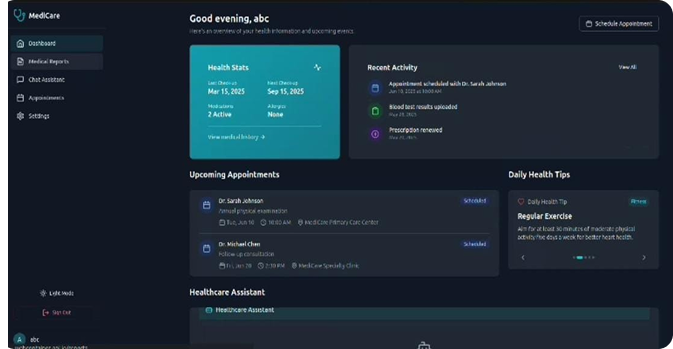 MediCare
Dashboard
Medical Reports
Chat Assistant
Appointments
Settings
Light Mode
Sign Out
A abc
Good evening, abc
Here's an overview of your health information and upcoming events.
Schedule Appointment
Health Stats
Last Check-up Next Check-up
Mar 15, 2025 Sep 15, 2025
Medications Allergies
2 Active None
View medical history →
Recent Activity View All
Appointment scheduled with Dr. Sarah Johnson
Jun 10, 2025 at 10:00 AM
Blood test results uploaded
2025
Prescription renewed
2025
Upcoming Appointments
Dr. Sarah Johnson Scheduled
Annual physical examination
Tue, Jun 10 10:00 AM MediCare Primary Care Center
Dr. Michael Chen Scheduled
Follow-up consultation
Fri, Jun 20 2:30 PM MediCare Specialty Clinic
Daily Health Tips
Daily Health Tip Fitness
Regular Exercise
Aim for at least 30 minutes of moderate physical
activity five days a week for better heart health.
Healthcare Assistant
Healthcare Assistant